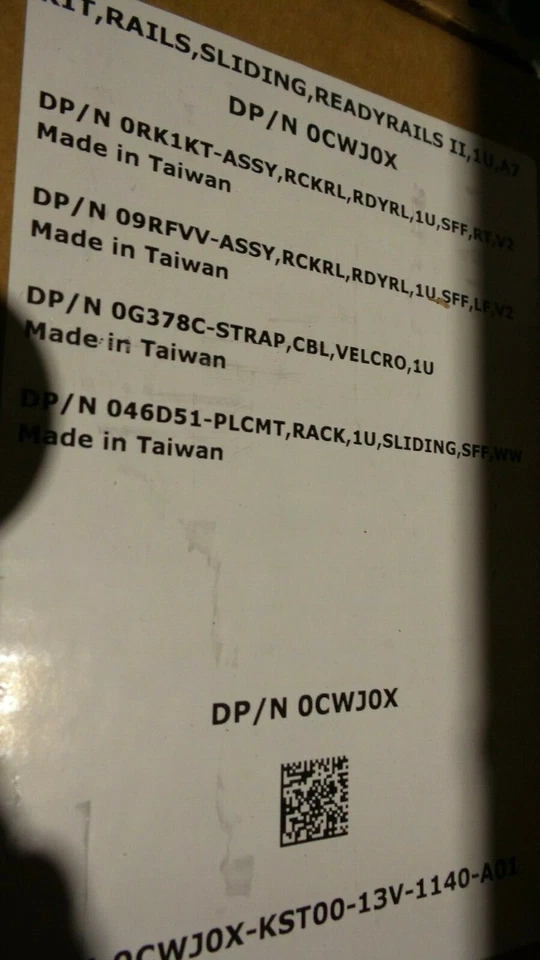 KIT,RAILS,SLIDING,READYRAILS II,1U,A7
DP/N 0CWJ0X
DP/N 0RK1KT-ASSY,RCKRL,RDYRL,1U,SFF,RT,V2
Made in Taiwan
DP/N 09RFVV-ASSY,RCKRL,RDYRL,1U,SFF,LF,V2
Made in Taiwan
DP/N 0G378C-STRAP,CBL,VELCRO,1U
Made in Taiwan
DP/N 046D51-PLCMT,RACK,1U,SLIDING,SFF,WW
Made in Taiwan
DP/N 0CWJ0X
0CWJ0X-KST00-13V-1140-A01